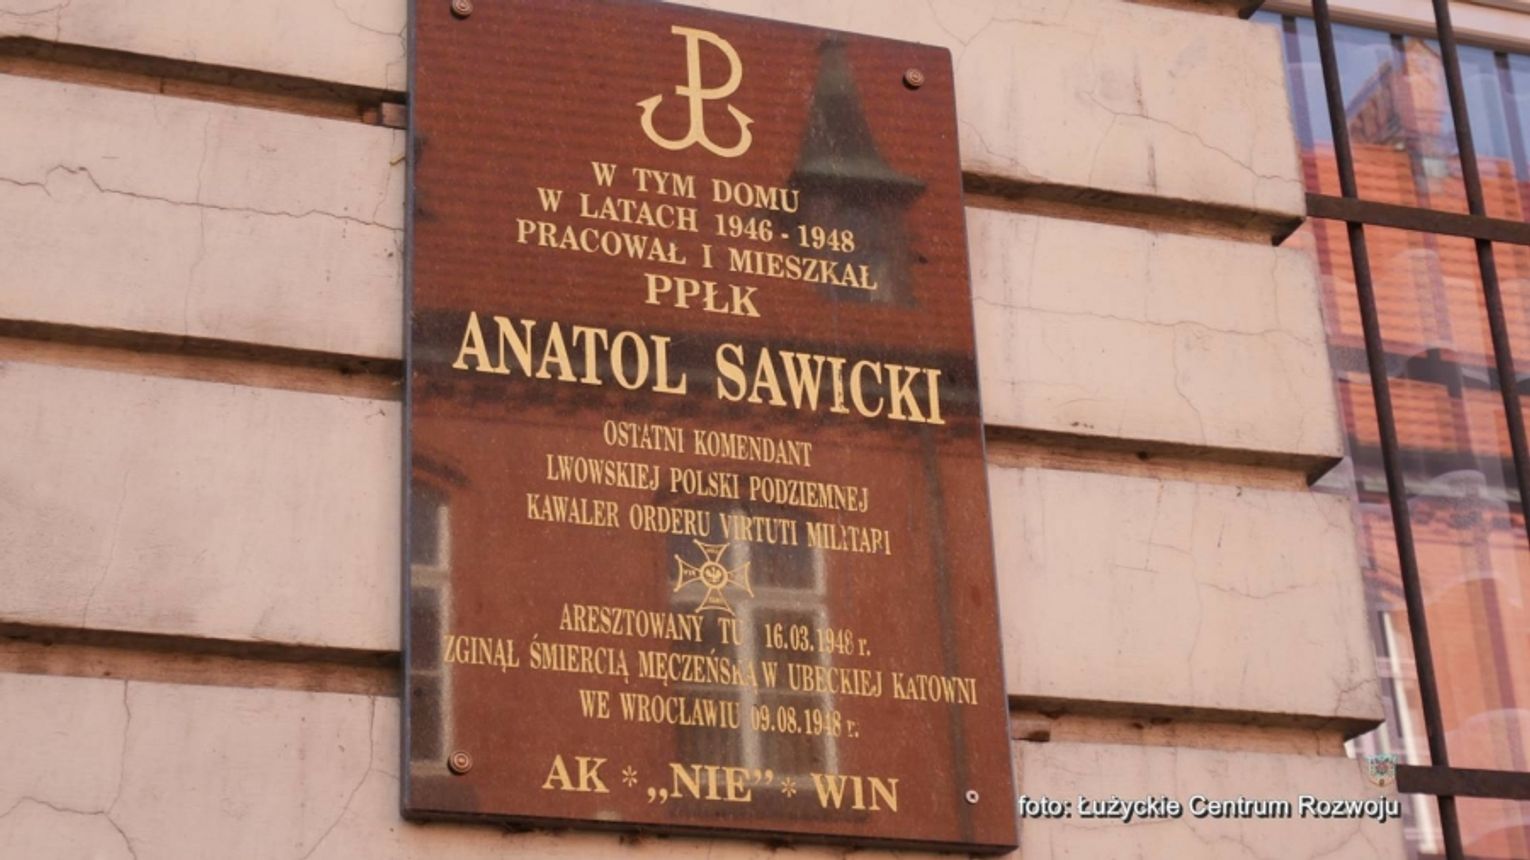 W TYM DOMU
W LATACH 1946 - 1948
PRACOWAŁ I MIESZKAŁ
PPŁK
ANATOL SAWICKI
OSTATNI KOMENDANT
LWOWSKIEJ POLSKI PODZIEMNEJ
KAWALER ORDERU VIRTUTI MILITARI
ARESZTOWANY TU 16.03.1948 r.
ZGINĄŁ ŚMIERCIĄ MĘCZEŃSKĄ W UBECKIEJ KATOWNI
WE WROCŁAWIU 09.08.1948 r.
AK * „NIE” * WIN
foto: Łużyckie Centrum Rozwoju